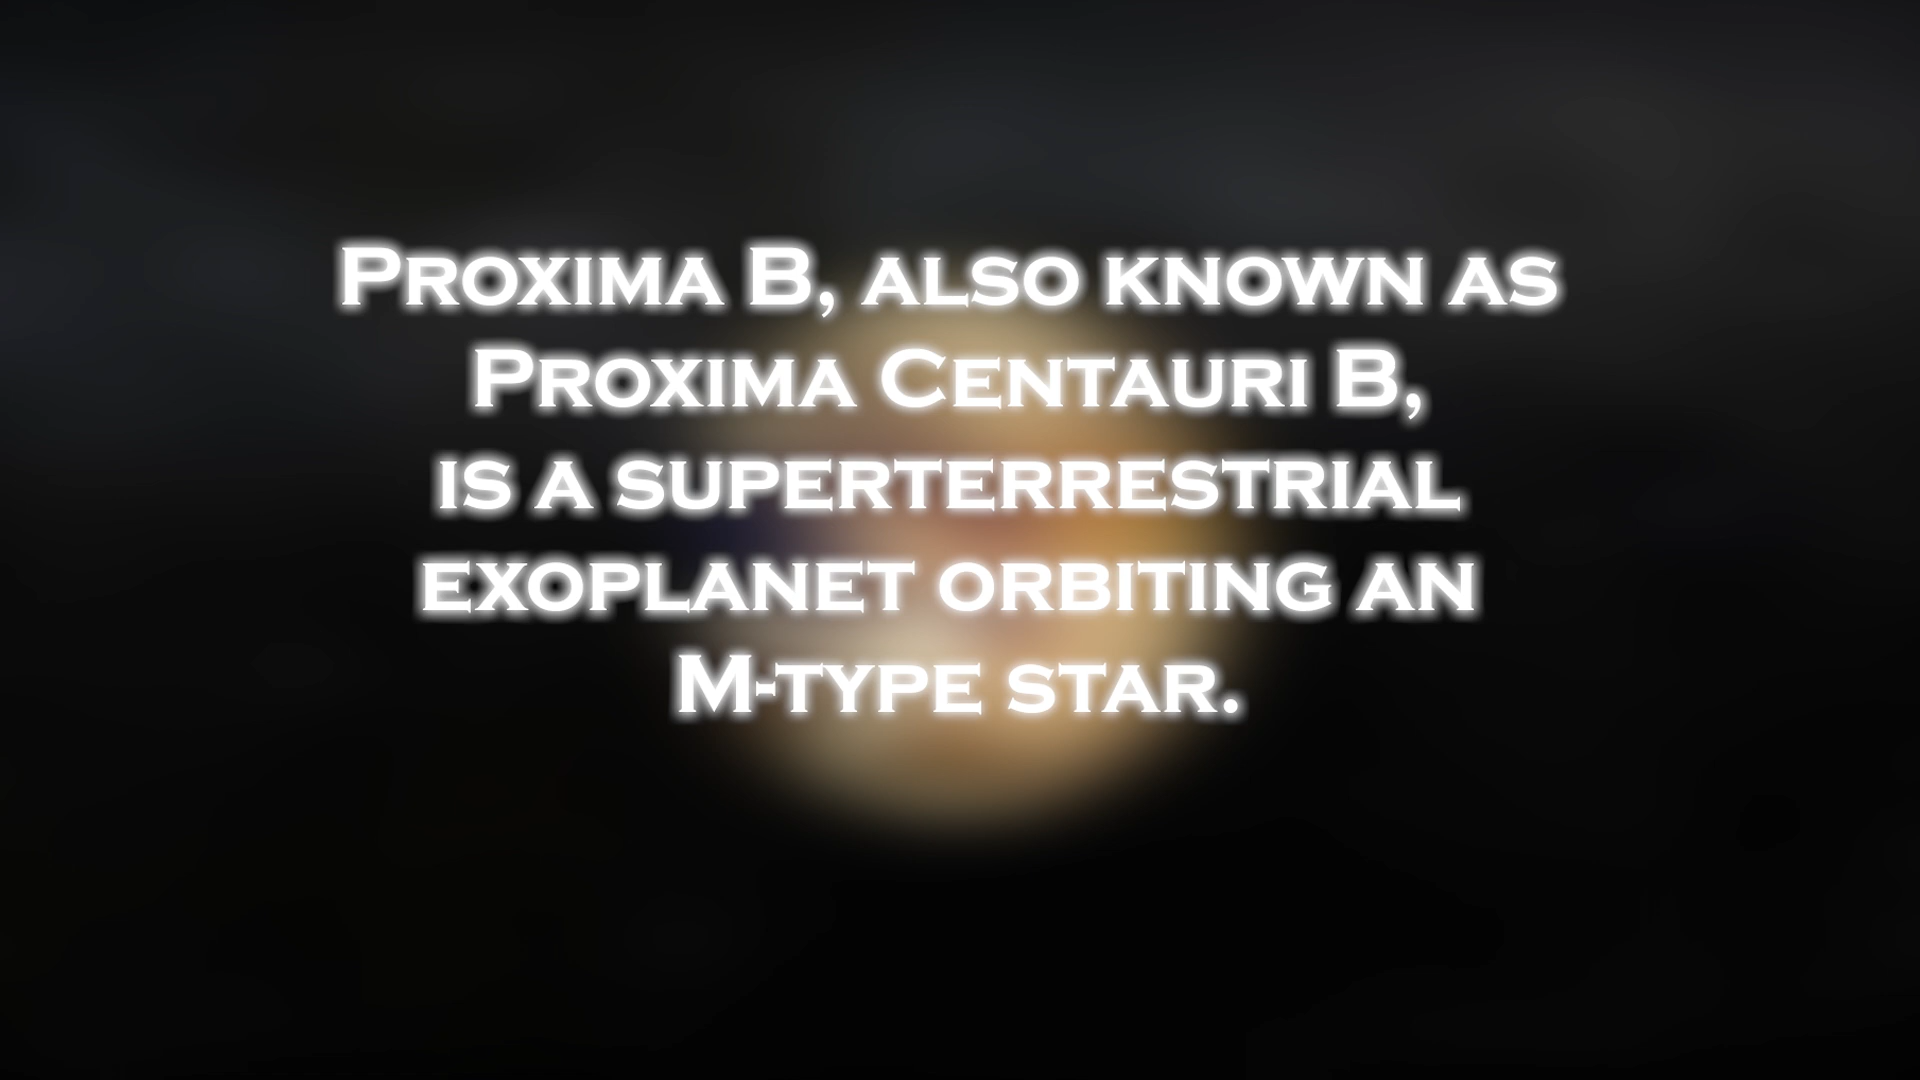 Proxima B, also known as
Proxima Centauri B,
is a superterrestrial
exoplanet orbiting an
M-type star.